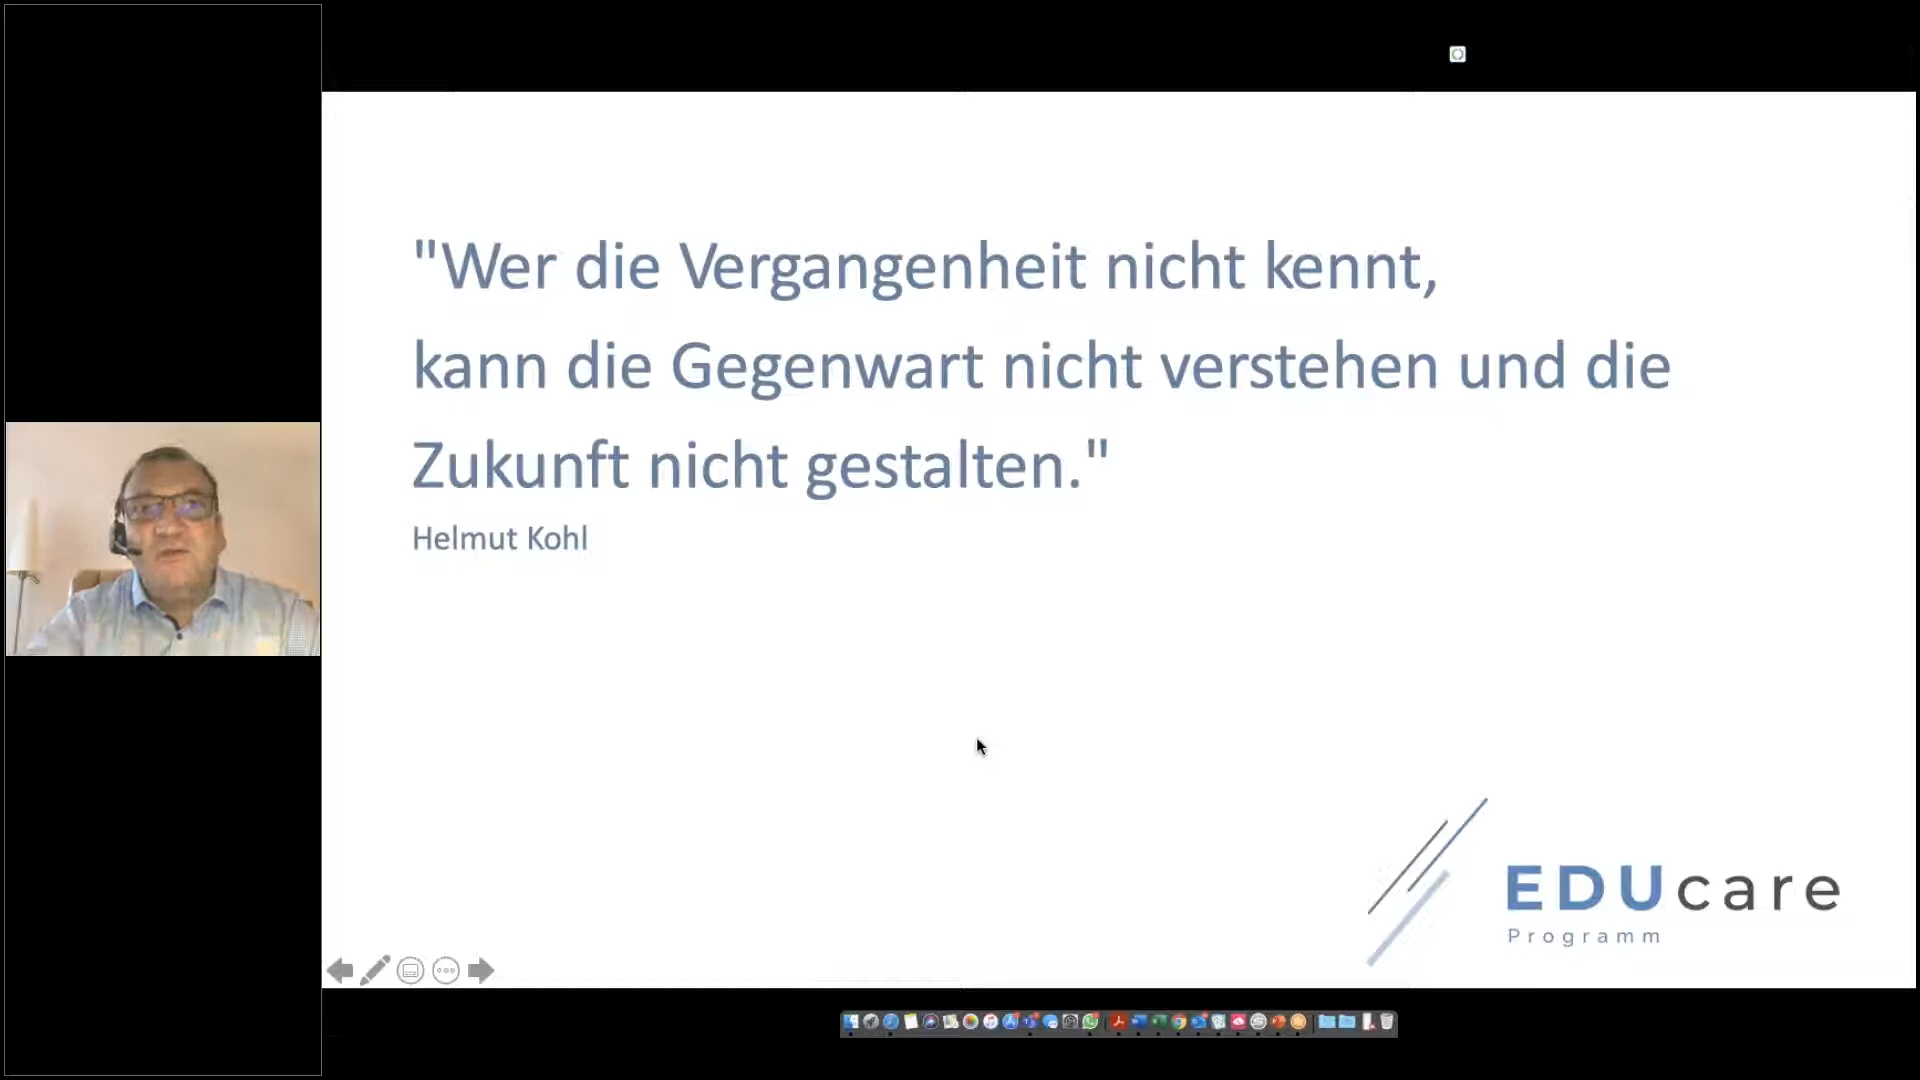 "Wer die Vergangenheit nicht kennt,
kann die Gegenwart nicht verstehen und die
Zukunft nicht gestalten."
Helmut Kohl
EDUcare
Programm